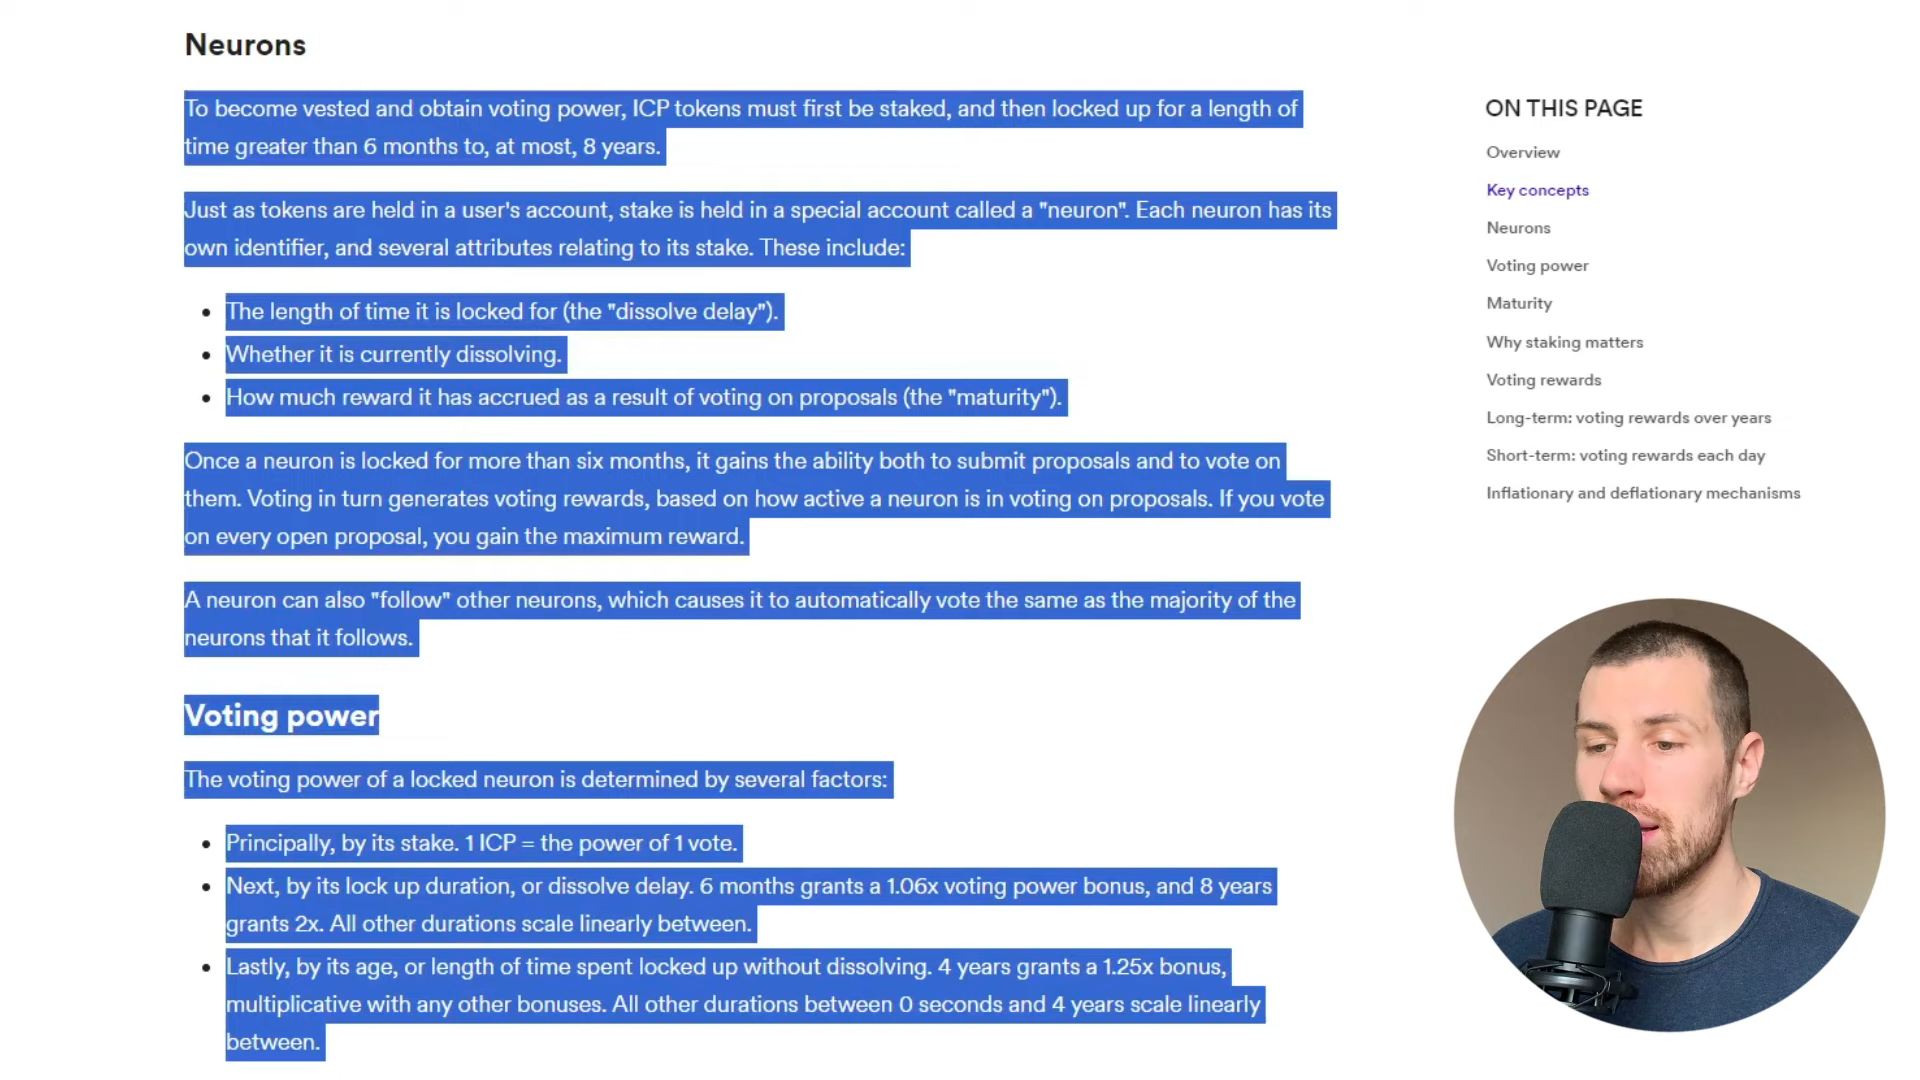 Neurons
To become vested and obtain voting power, ICP tokens must first be staked, and then locked up for a length of
time greater than 6 months to, at most, 8 years.
Just as tokens are held in a user's account, stake is held in a special account called a "neuron". Each neuron has its
own identifier, and several attributes relating to its stake. These include:
• The length of time it is locked for (the "dissolve delay").
• Whether it is currently dissolving.
• How much reward it has accrued as a result of voting on proposals (the "maturity").
Once a neuron is locked for more than six months, it gains the ability both to submit proposals and to vote on
them. Voting in turn generates voting rewards, based on how active a neuron is in voting on proposals. If you vote
on every open proposal, you gain the maximum reward.
A neuron can also "follow" other neurons, which causes it to automatically vote the same as the majority of the
neurons that it follows.
Voting power
The voting power of a locked neuron is determined by several factors:
• Principally, by its stake. 1 ICP = the power of 1 vote.
• Next, by its lock up duration, or dissolve delay. 6 months grants a 1.06x voting power bonus, and 8 years
grants 2x. All other durations scale linearly between.
• Lastly, by its age, or length of time spent locked up without dissolving. 4 years grants a 1.25x bonus,
multiplicative with any other bonuses. All other durations between 0 seconds and 4 years scale linearly
between.
ON THIS PAGE
Overview
Key concepts
Neurons
Voting power
Maturity
Why staking matters
Voting rewards
Long-term: voting rewards over years
Short-term: voting rewards each day
Inflationary and deflationary mechanisms